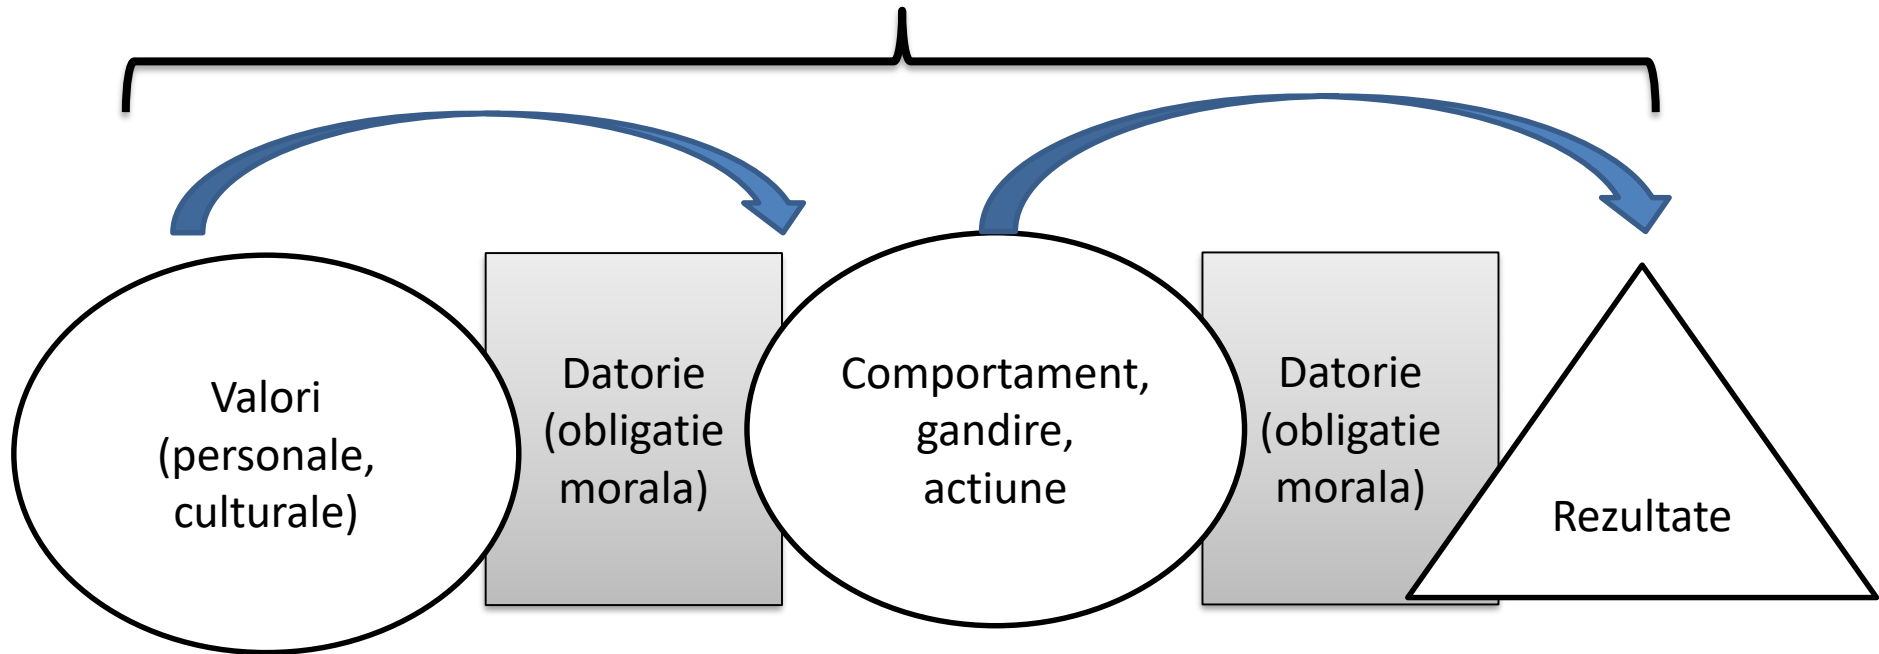 Valori
(personale,
culturale)
Datorie
(obligatie
morala)
Comportament,
gandire,
actiune
Datorie
(obligatie
morala)
Rezultate